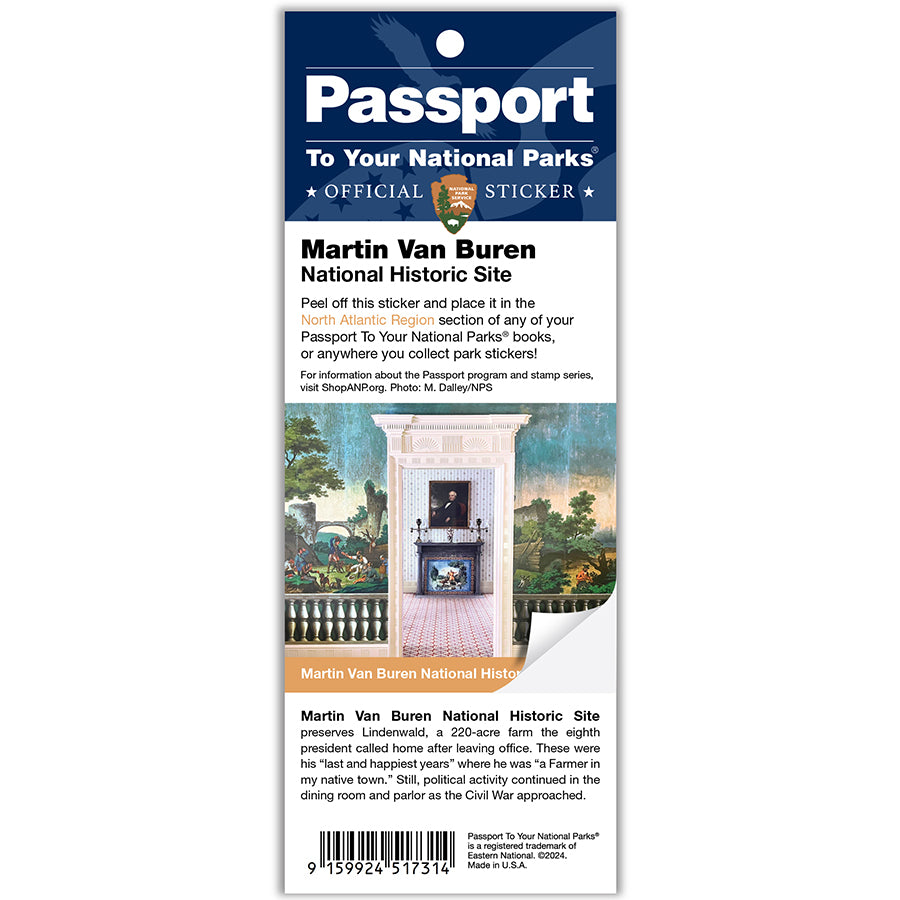 Passport
To Your National Parks®
★ OFFICIAL STICKER ★
NATIONAL
PARK
SERVICE
Martin Van Buren
National Historic Site
Peel off this sticker and place it in the
North Atlantic Region section of any of your
Passport To Your National Parks® books,
or anywhere you collect park stickers!
For information about the Passport program and stamp series,
visit ShopANP.org. Photo: M. Dalley/NPS
Martin Van Buren National Histo
Martin Van Buren National Historic Site
preserves Lindenwald, a 220-acre farm the eighth
president called home after leaving office. These were
his “last and happiest years” where he was “a Farmer in
my native town.” Still, political activity continued in the
dining room and parlor as the Civil War approached.
9 159924 517314
Passport To Your National Parks®
is a registered trademark of
Eastern National. ©2024.
Made in U.S.A.